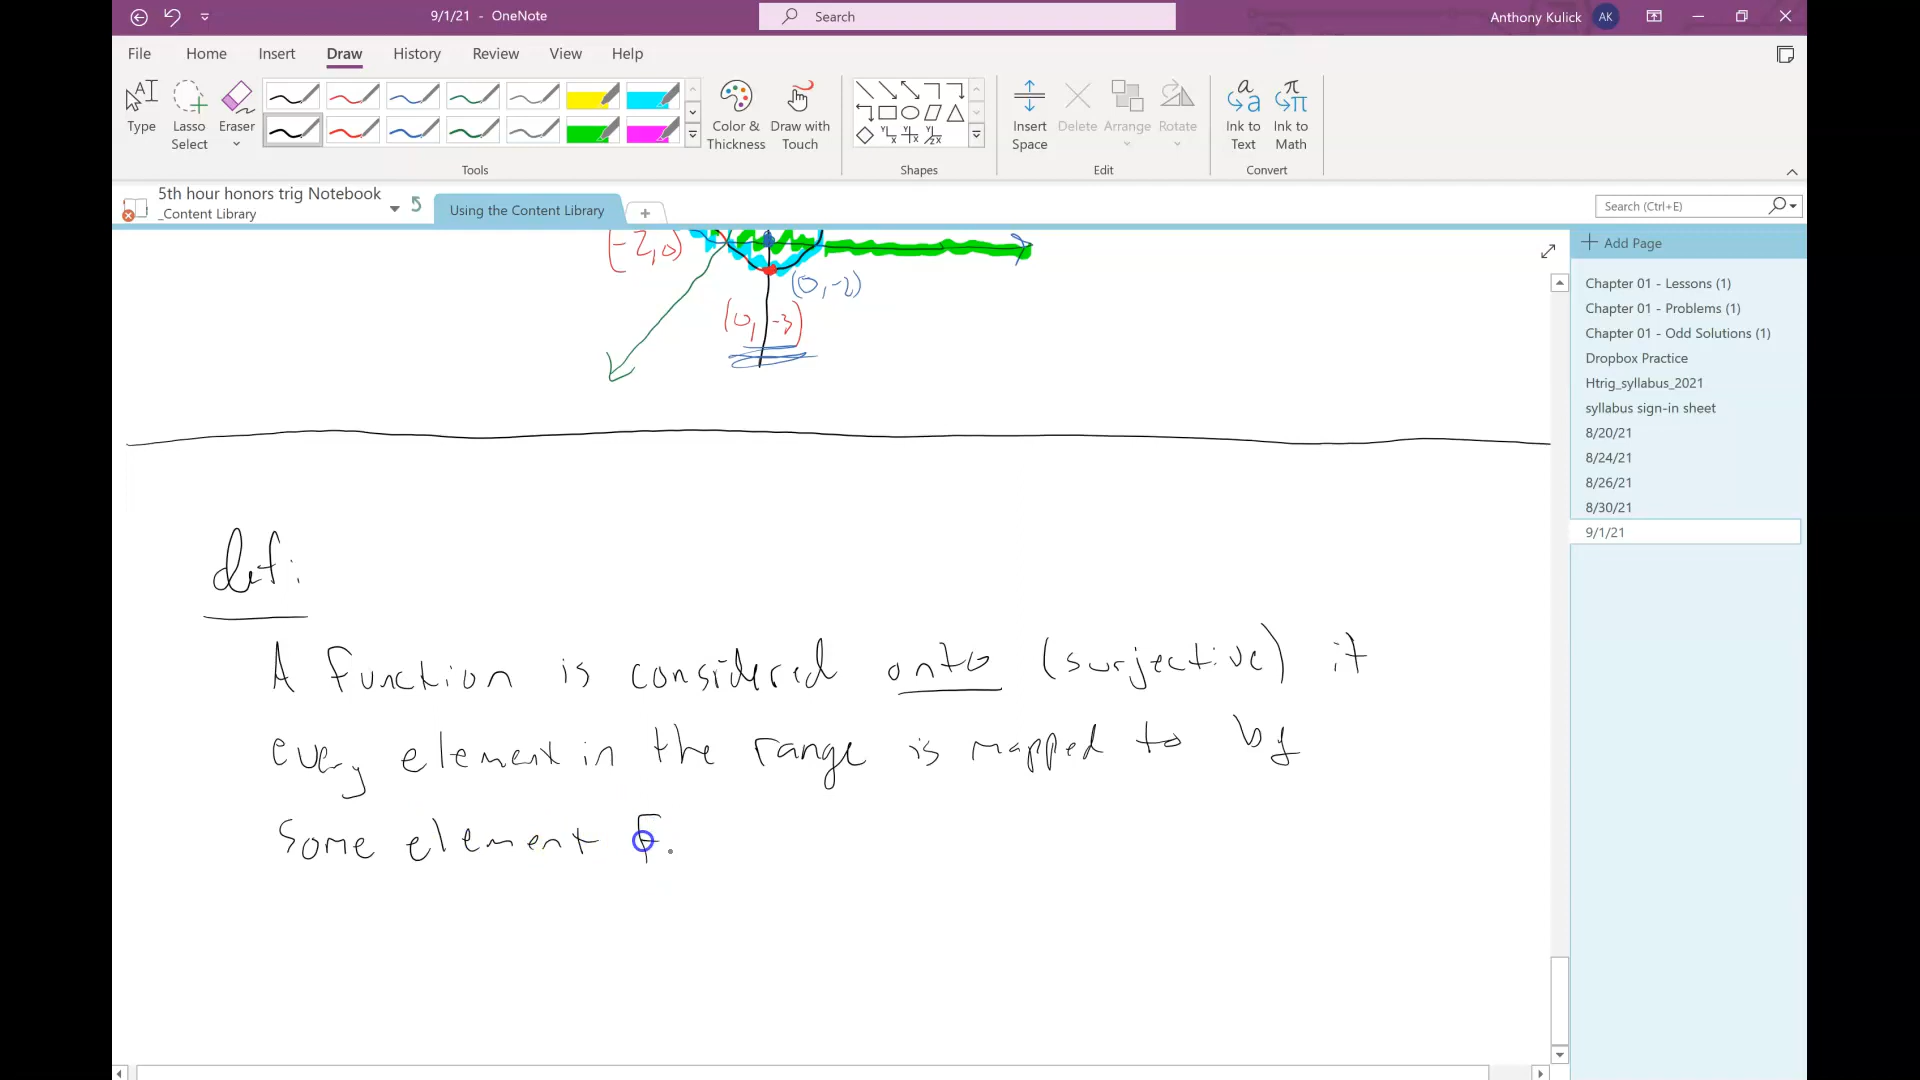 9/1/21 - OneNote
Search
Anthony Kulick AK
File Home Insert Draw History Review View Help
Type
Lasso Select
Eraser
Color & Thickness
Draw with Touch
Insert Space
Delete
Arrange
Rotate
Ink to Text
Ink to Math
Tools
Shapes
Edit
Convert
5th hour honors trig Notebook
_Content Library
Using the Content Library
Search (Ctrl+E)
Add Page
Chapter 01 - Lessons (1)
Chapter 01 - Problems (1)
Chapter 01 - Odd Solutions (1)
Dropbox Practice
Htrig_syllabus_2021
syllabus sign-in sheet
8/20/21
8/24/21
8/26/21
8/30/21
9/1/21
(-2,0)
(0,-2)
(0,-3)
def:
A function is considered onto (surjective) if
every element in the range is mapped to by
some element